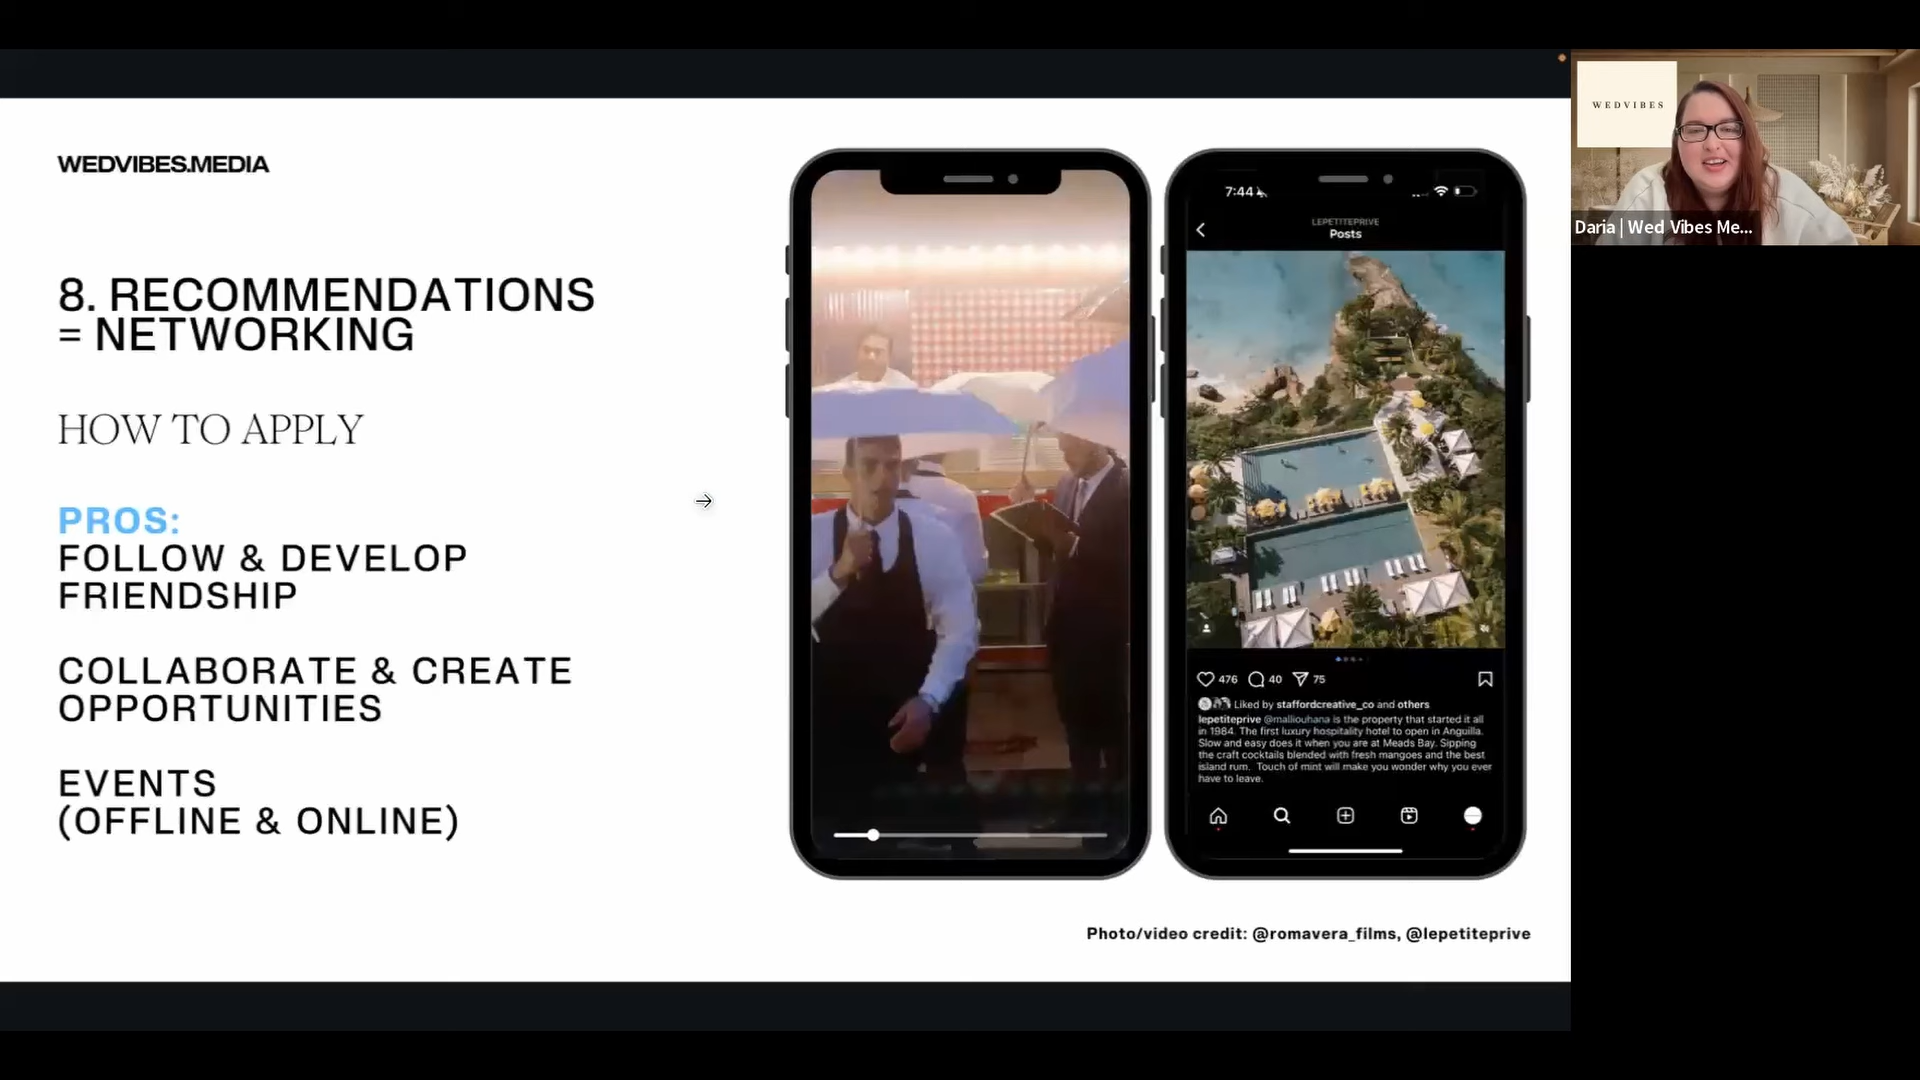 WEDVIBES.MEDIA
8. RECOMMENDATIONS
= NETWORKING
HOW TO APPLY
PROS:
FOLLOW & DEVELOP
FRIENDSHIP
COLLABORATE & CREATE
OPPORTUNITIES
EVENTS
(OFFLINE & ONLINE)
7:44
LEPETITEPRIVE
Posts
476 40 75
Liked by staffordcreative_co and others
lepetiteprive @malliouhana is the property that started it all
in 1984. The first luxury hospitality hotel to open in Anguilla.
Slow and easy does it when you are at Meads Bay. Sipping
the craft cocktails blended with fresh mangoes and the best
island rum. Touch of mint will make you wonder why you ever
have to leave.
Photo/video credit: @romavera_films, @lepetiteprive
WEDVIBES
Daria | Wed Vibes Me...